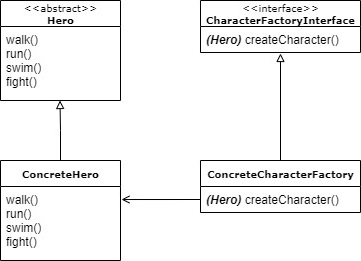 <<abstract>>
Hero
walk()
run()
swim()
fight()
<<interface>>
CharacterFactoryInterface
(Hero) createCharacter()
ConcreteHero
walk()
run()
swim()
fight()
ConcreteCharacterFactory
(Hero) createCharacter()